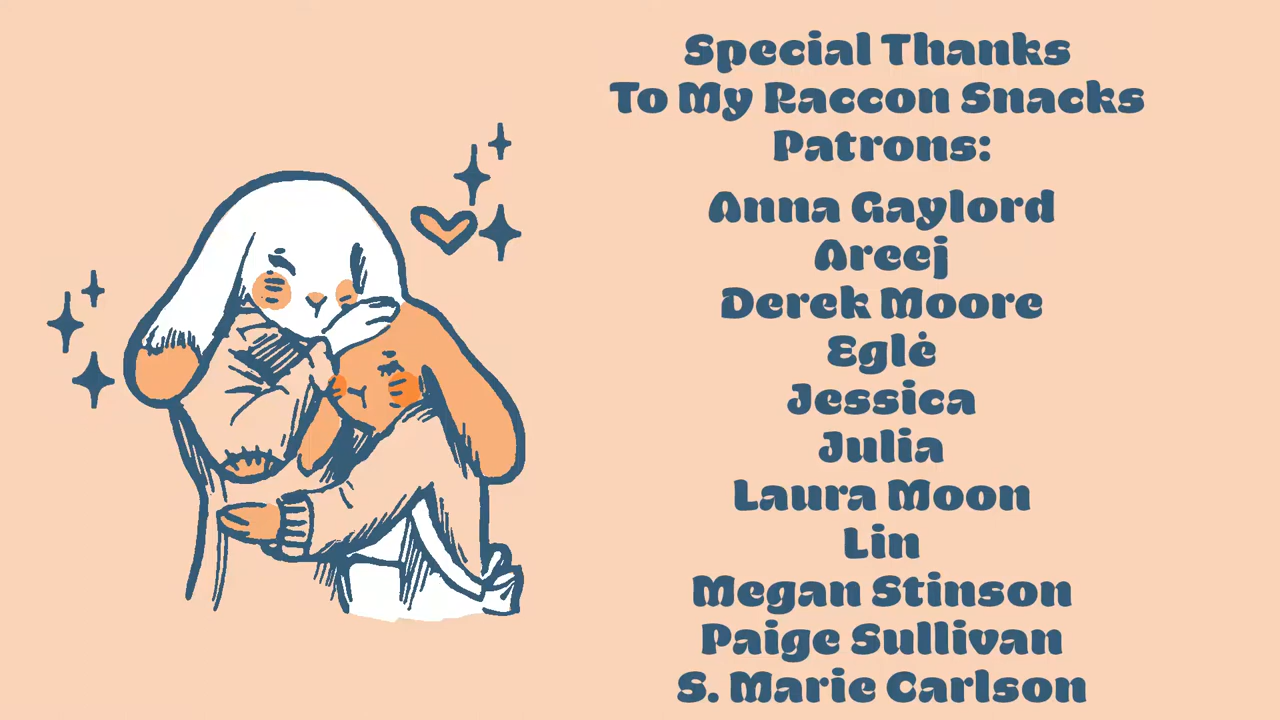 Special Thanks
To My Raccon Snacks
Patrons:
Anna Gaylord
Areej
Derek Moore
Eglė
Jessica
Julia
Laura Moon
Lin
Megan Stinson
Paige Sullivan
S. Marie Carlson